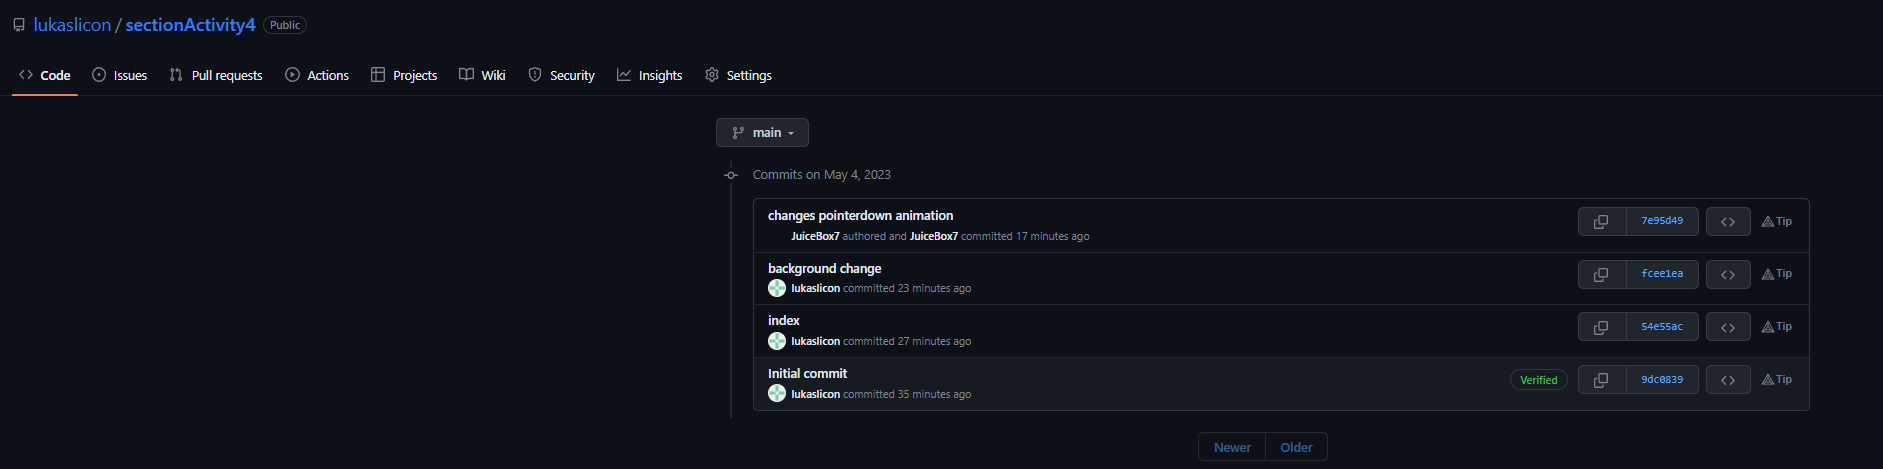 lukaslicon / sectionActivity4 Public
Code Issues Pull requests Actions Projects Wiki Security Insights Settings
main
Commits on May 4, 2023
changes pointerdown animation
JuiceBox7 authored and JuiceBox7 committed 17 minutes ago
7e95d49 Tip
background change
lukaslicon committed 23 minutes ago
fcee1ea Tip
index
lukaslicon committed 27 minutes ago
54e55ac Tip
Initial commit
lukaslicon committed 35 minutes ago
Verified 9dc0839 Tip
Newer Older